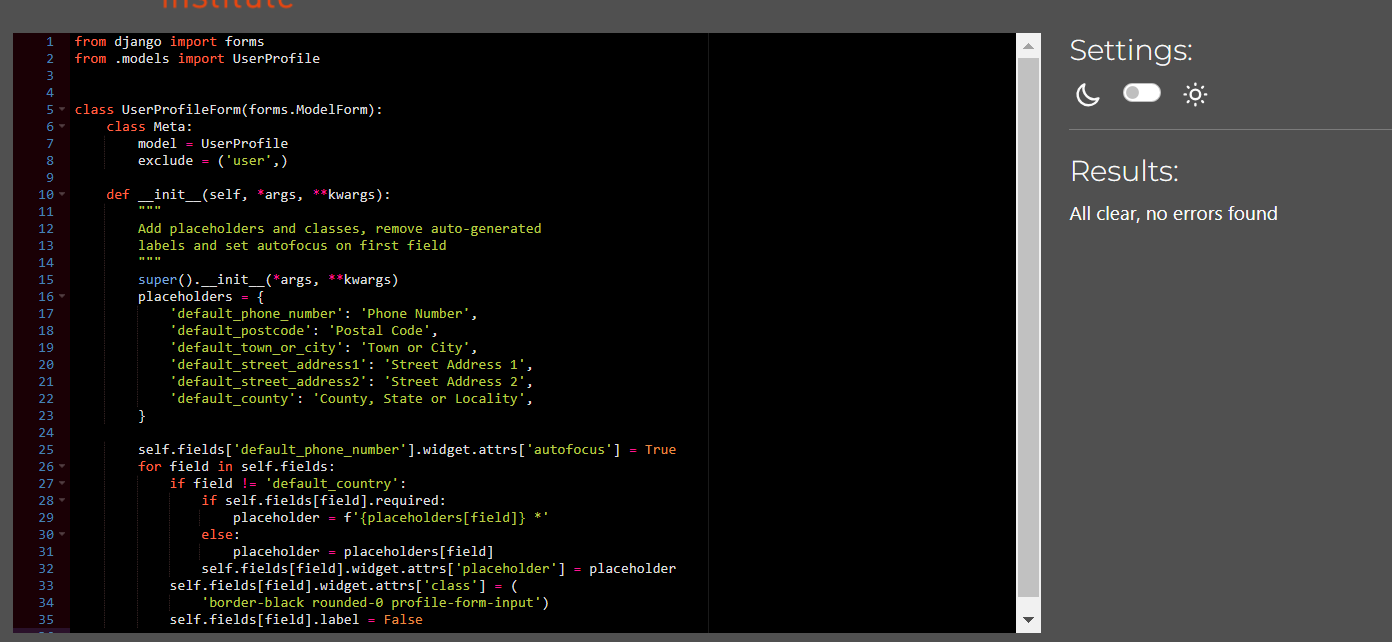 institute
1 from django import forms
2 from .models import UserProfile
3
4
5 class UserProfileForm(forms.ModelForm):
6     class Meta:
7         model = UserProfile
8         exclude = ('user',)
9
10     def __init__(self, *args, **kwargs):
11         """
12         Add placeholders and classes, remove auto-generated
13         labels and set autofocus on first field
14         """
15         super().__init__(*args, **kwargs)
16         placeholders = {
17             'default_phone_number': 'Phone Number',
18             'default_postcode': 'Postal Code',
19             'default_town_or_city': 'Town or City',
20             'default_street_address1': 'Street Address 1',
21             'default_street_address2': 'Street Address 2',
22             'default_county': 'County, State or Locality',
23         }
24
25         self.fields['default_phone_number'].widget.attrs['autofocus'] = True
26         for field in self.fields:
27             if field != 'default_country':
28                 if self.fields[field].required:
29                     placeholder = f'{placeholders[field]} *'
30                 else:
31                     placeholder = placeholders[field]
32                 self.fields[field].widget.attrs['placeholder'] = placeholder
33             self.fields[field].widget.attrs['class'] = (
34                 'border-black rounded-0 profile-form-input')
35             self.fields[field].label = False
Settings:
Results:
All clear, no errors found